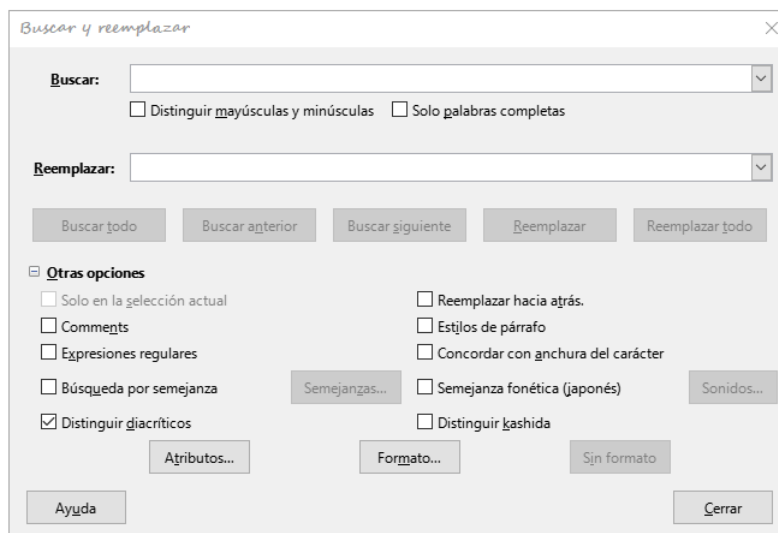 Buscar y reemplazar
Buscar:
Distinguir mayúsculas y minúsculas Solo palabras completas
Reemplazar:
Buscar todo Buscar anterior Buscar siguiente Reemplazar Reemplazar todo
Otras opciones
Solo en la selección actual Reemplazar hacia atrás.
Comments Estilos de párrafo
Expresiones regulares Concordar con anchura del carácter
Búsqueda por semejanza Semejanzas... Semejanza fonética (japonés) Sonidos...
Distinguir diacríticos Distinguir kashida
Atributos... Formato... Sin formato
Ayuda Cerrar